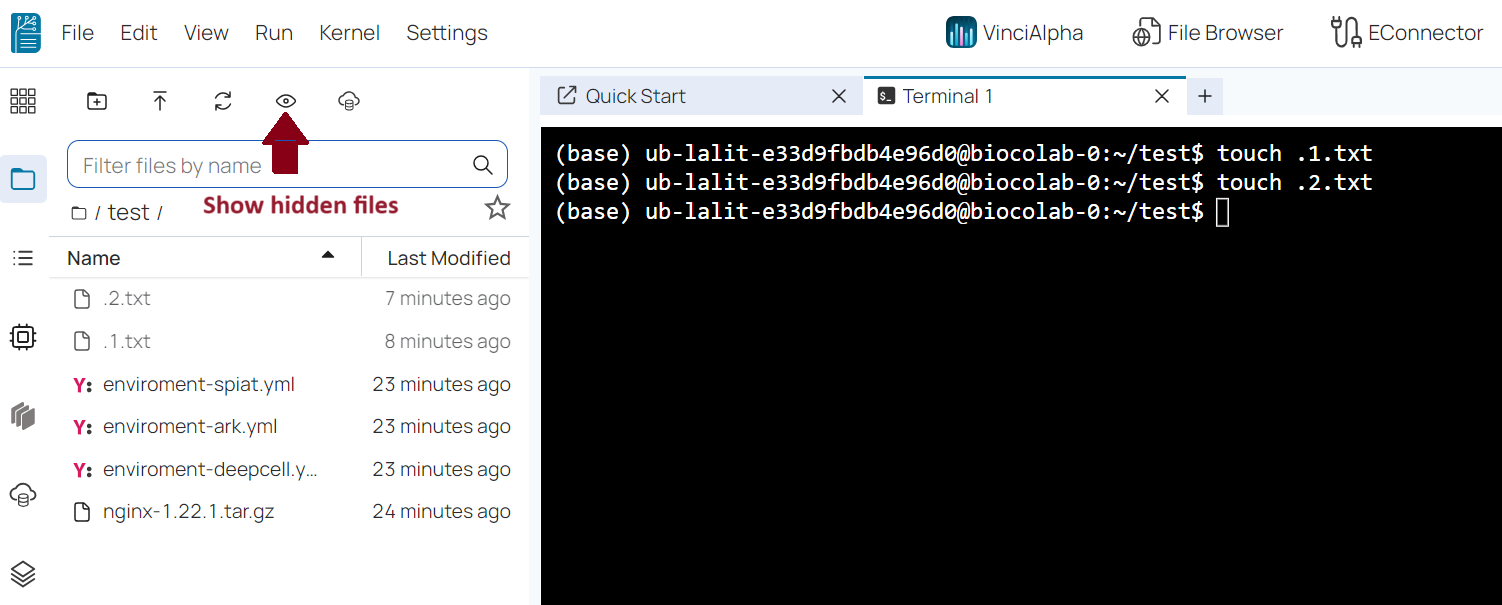 File Edit View Run Kernel Settings VinciAlpha File Browser EConnector
Quick Start $_ Terminal 1
Filter files by name
Show hidden files
/ test /
Name Last Modified
.2.txt 7 minutes ago
.1.txt 8 minutes ago
Y: enviroment-spiat.yml 23 minutes ago
Y: enviroment-ark.yml 23 minutes ago
Y: enviroment-deepcell.y... 23 minutes ago
nginx-1.22.1.tar.gz 24 minutes ago
(base) ub-lalit-e33d9fbdb4e96d0@biocolab-0:~/test$ touch .1.txt
(base) ub-lalit-e33d9fbdb4e96d0@biocolab-0:~/test$ touch .2.txt
(base) ub-lalit-e33d9fbdb4e96d0@biocolab-0:~/test$